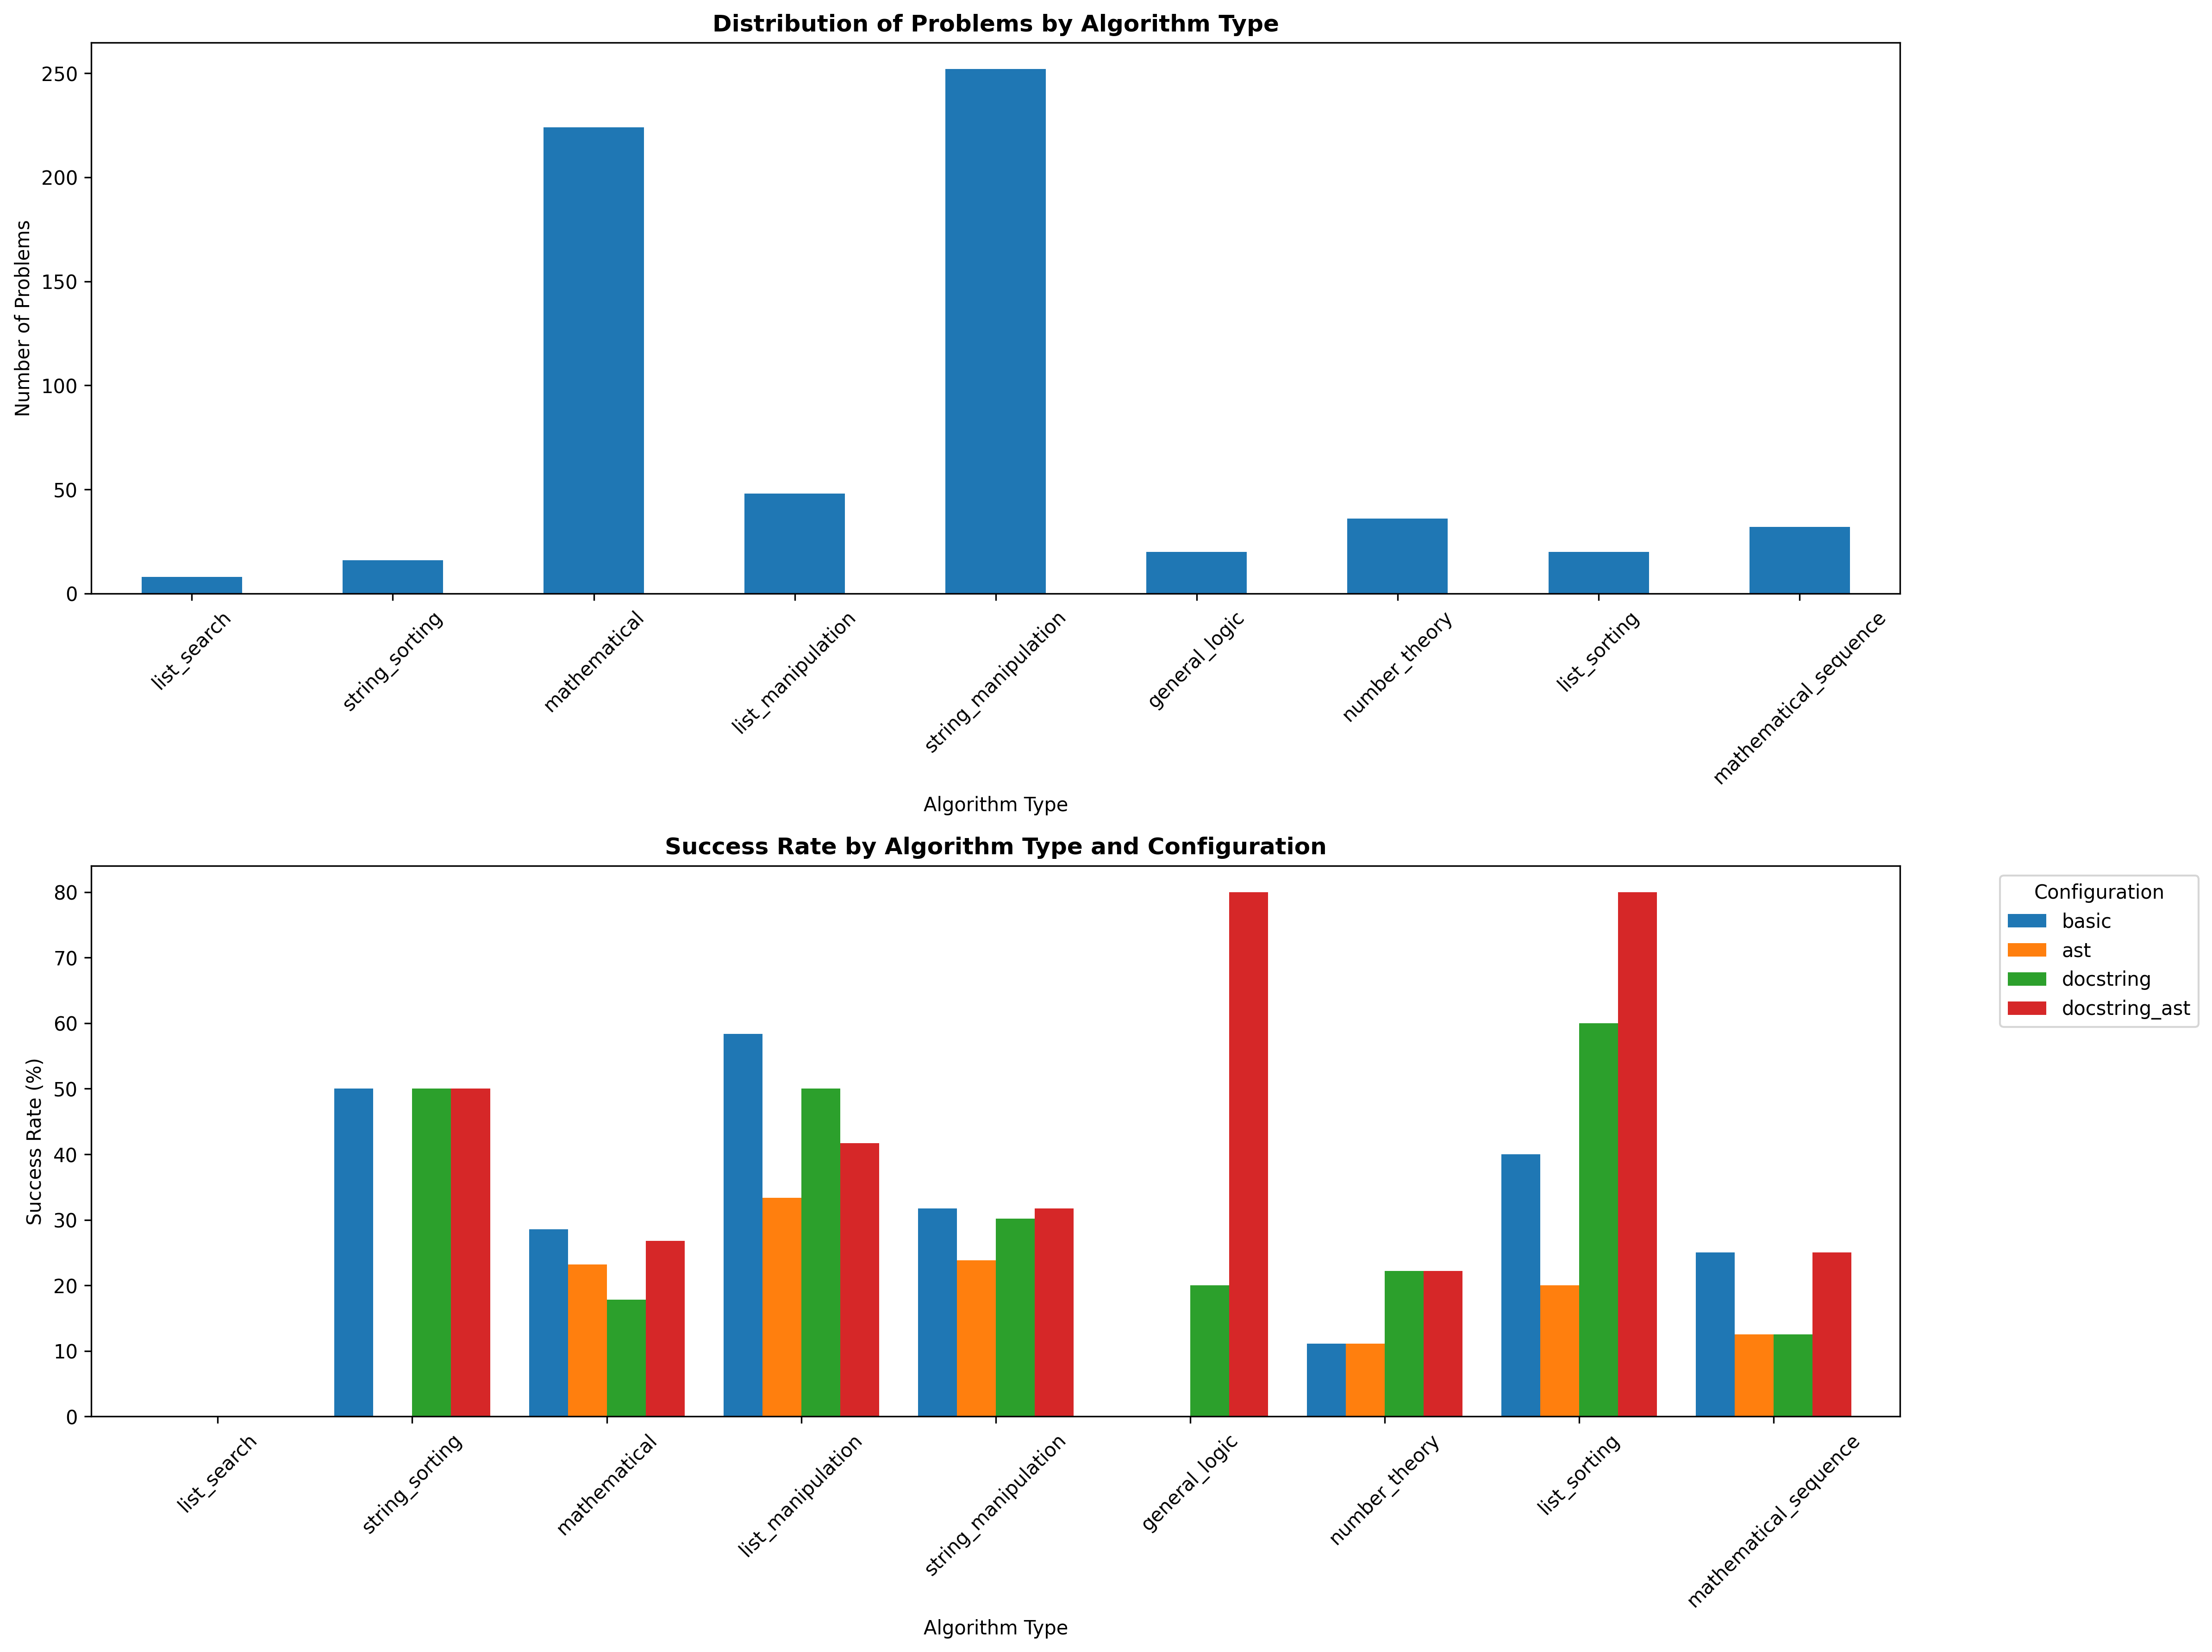 Distribution of Problems by Algorithm Type
Number of Problems
250
200
150
100
50
0
list_search
string_sorting
mathematical
list_manipulation
string_manipulation
general_logic
number_theory
list_sorting
mathematical_sequence
Algorithm Type
Success Rate by Algorithm Type and Configuration
Success Rate (%)
80
70
60
50
40
30
20
10
0
list_search
string_sorting
mathematical
list_manipulation
string_manipulation
general_logic
number_theory
list_sorting
mathematical_sequence
Algorithm Type
Configuration
basic
ast
docstring
docstring_ast